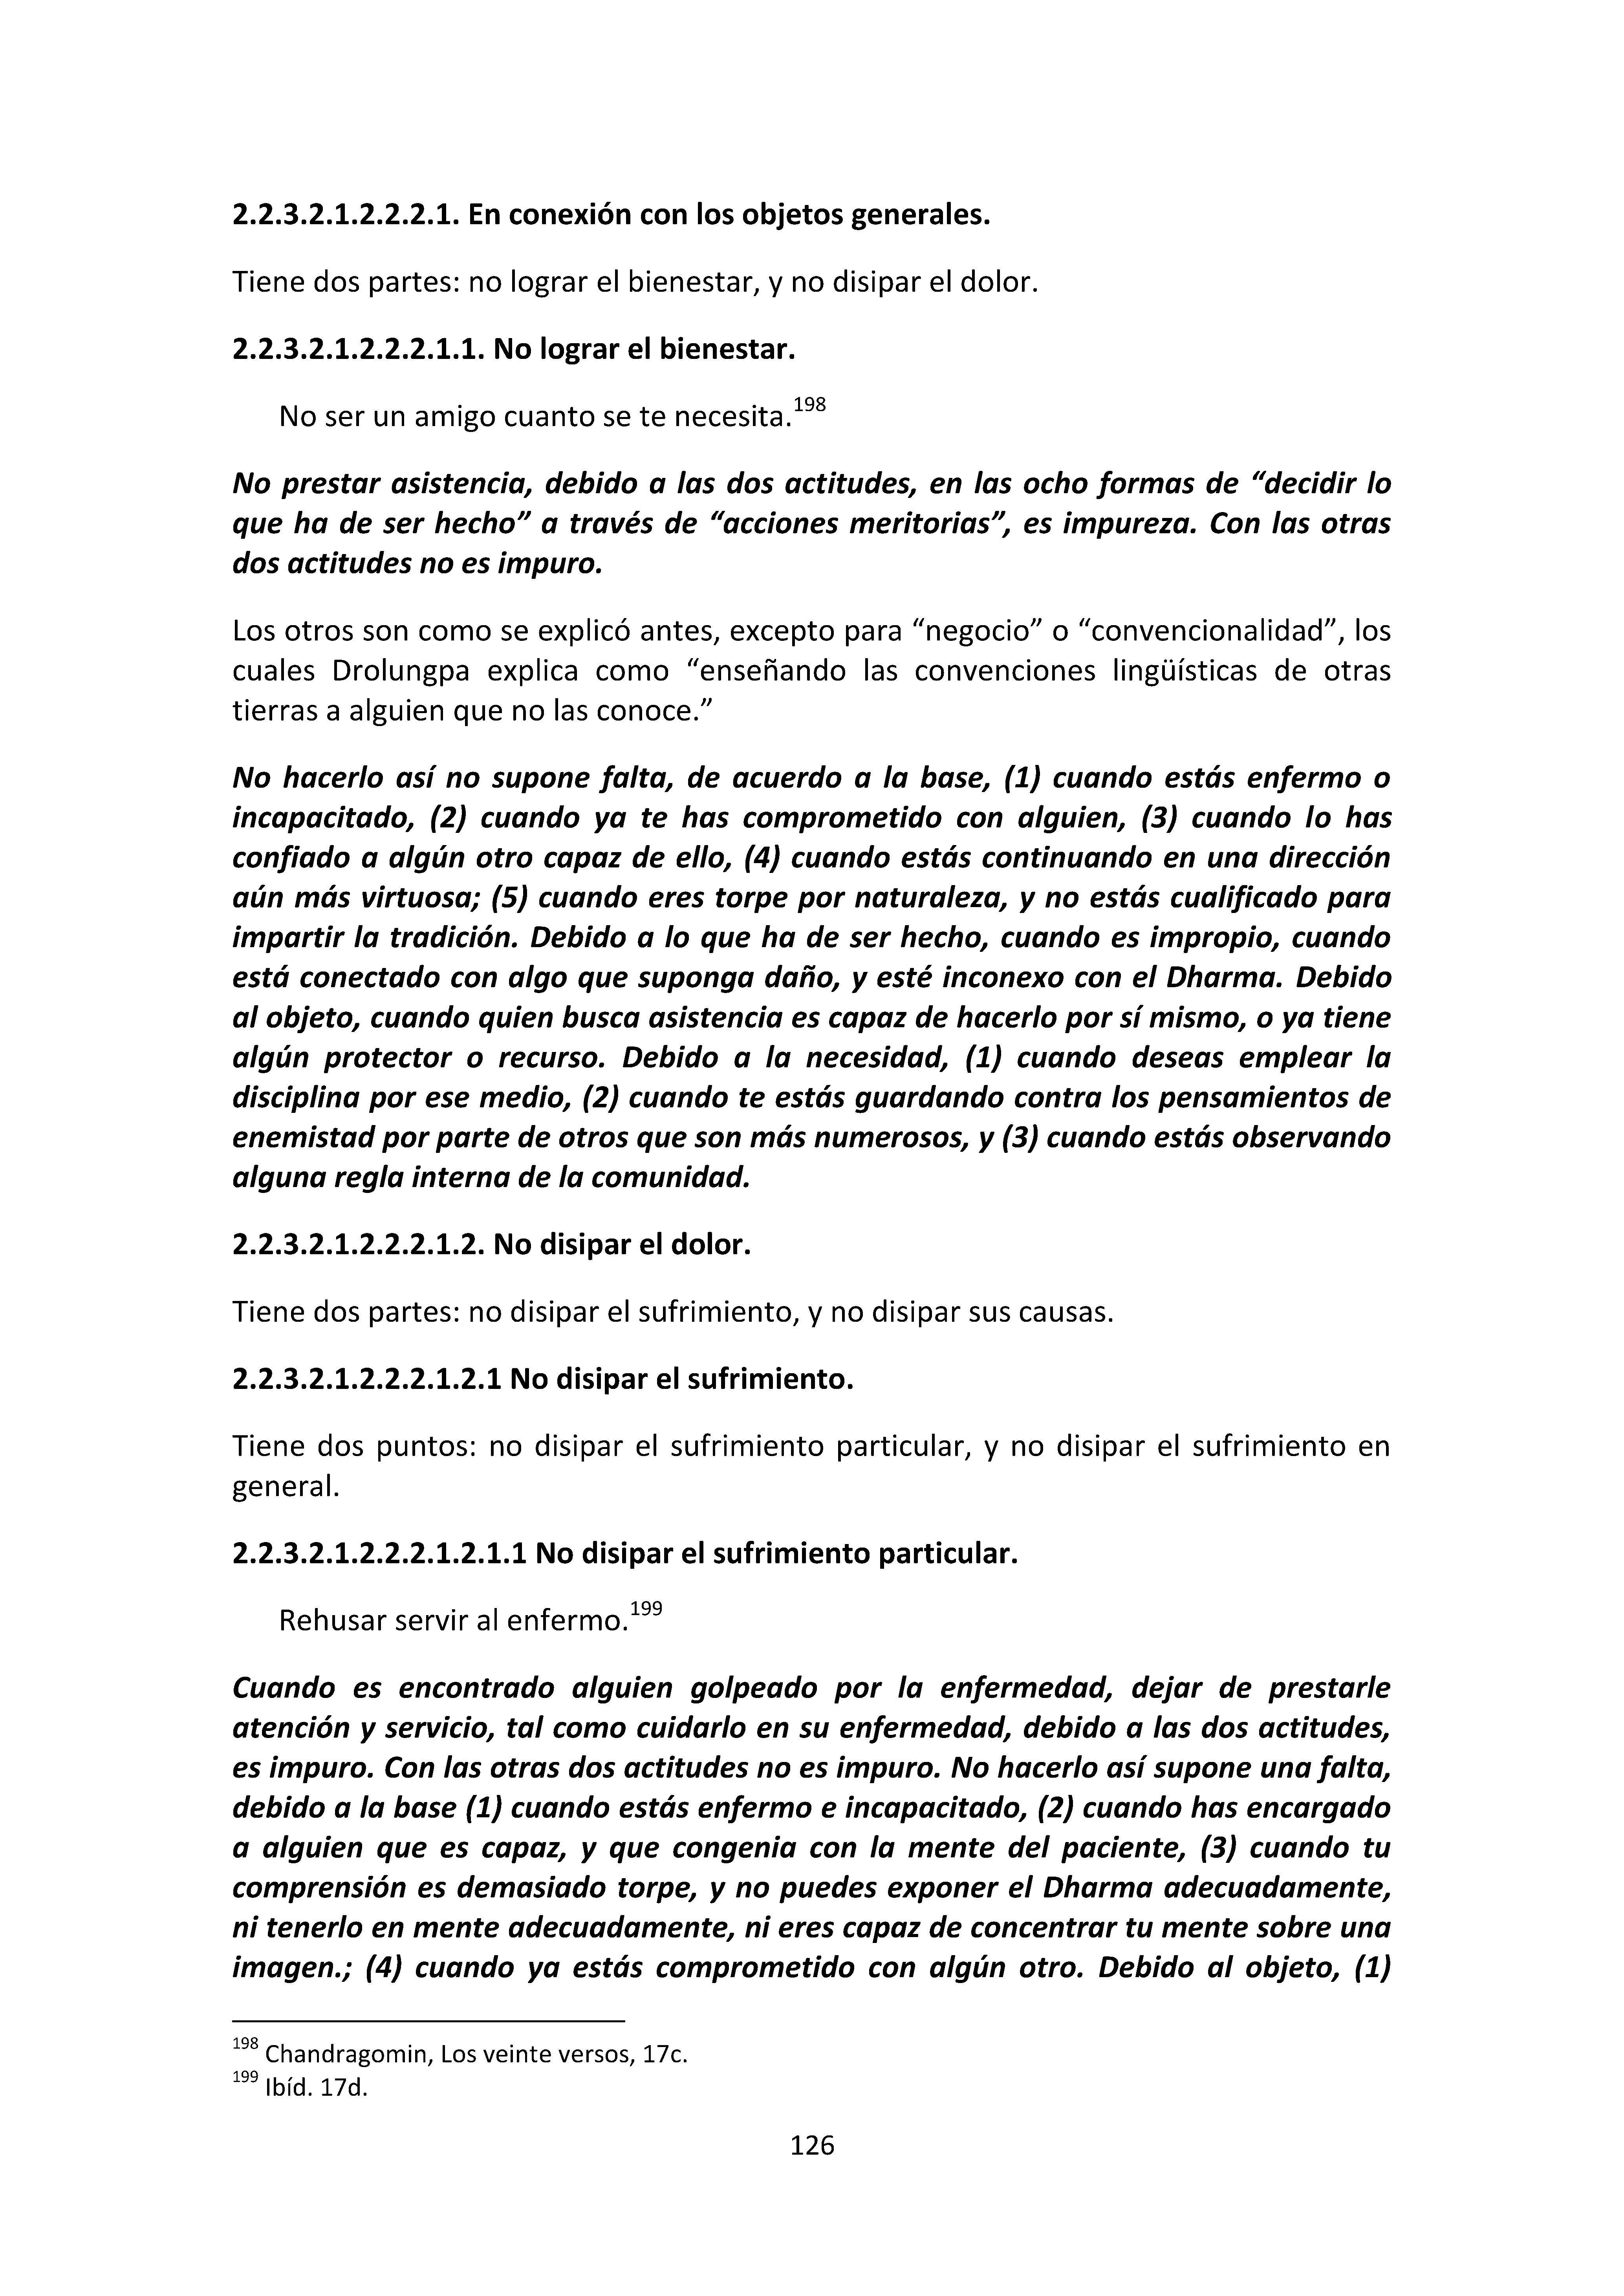 2.2.3.2.1.2.2.2.1. En conexión con los objetos generales.
Tiene dos partes: no lograr el bienestar, y no disipar el dolor.
2.2.3.2.1.2.2.2.1.1. No lograr el bienestar.
No ser un amigo cuanto se te necesita.198
No prestar asistencia, debido a las dos actitudes, en las ocho formas de “decidir lo
que ha de ser hecho” a través de “acciones meritorias”, es impureza. Con las otras
dos actitudes no es impuro.
Los otros son como se explicó antes, excepto para “negocio” o “convencionalidad”, los
cuales Drolungpa explica como “enseñando las convenciones lingüísticas de otras
tierras a alguien que no las conoce.”
No hacerlo así no supone falta, de acuerdo a la base, (1) cuando estás enfermo o
incapacitado, (2) cuando ya te has comprometido con alguien, (3) cuando lo has
confiado a algún otro capaz de ello, (4) cuando estás continuando en una dirección
aún más virtuosa; (5) cuando eres torpe por naturaleza, y no estás cualificado para
impartir la tradición. Debido a lo que ha de ser hecho, cuando es impropio, cuando
está conectado con algo que suponga daño, y esté inconexo con el Dharma. Debido
al objeto, cuando quien busca asistencia es capaz de hacerlo por sí mismo, o ya tiene
algún protector o recurso. Debido a la necesidad, (1) cuando deseas emplear la
disciplina por ese medio, (2) cuando te estás guardando contra los pensamientos de
enemistad por parte de otros que son más numerosos, y (3) cuando estás observando
alguna regla interna de la comunidad.
2.2.3.2.1.2.2.2.1.2. No disipar el dolor.
Tiene dos partes: no disipar el sufrimiento, y no disipar sus causas.
2.2.3.2.1.2.2.2.1.2.1 No disipar el sufrimiento.
Tiene dos puntos: no disipar el sufrimiento particular, y no disipar el sufrimiento en
general.
2.2.3.2.1.2.2.2.1.2.1.1 No disipar el sufrimiento particular.
Rehusar servir al enfermo.199
Cuando es encontrado alguien golpeado por la enfermedad, dejar de prestarle
atención y servicio, tal como cuidarlo en su enfermedad, debido a las dos actitudes,
es impuro. Con las otras dos actitudes no es impuro. No hacerlo así supone una falta,
debido a la base (1) cuando estás enfermo e incapacitado, (2) cuando has encargado
a alguien que es capaz, y que congenia con la mente del paciente, (3) cuando tu
comprensión es demasiado torpe, y no puedes exponer el Dharma adecuadamente,
ni tenerlo en mente adecuadamente, ni eres capaz de concentrar tu mente sobre una
imagen.; (4) cuando ya estás comprometido con algún otro. Debido al objeto, (1)
198 Chandragomin, Los veinte versos, 17c.
199 Ibíd. 17d.
126